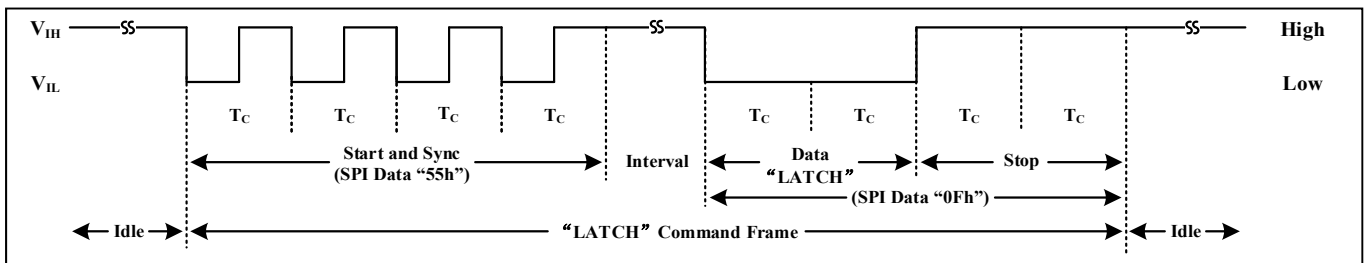 VIH
High
VIL
Low
TC TC TC TC TC TC TC TC
Start and Sync
(SPI Data “55h”)
Interval
Data
“LATCH”
Stop
(SPI Data “0Fh”)
Idle
“LATCH” Command Frame
Idle